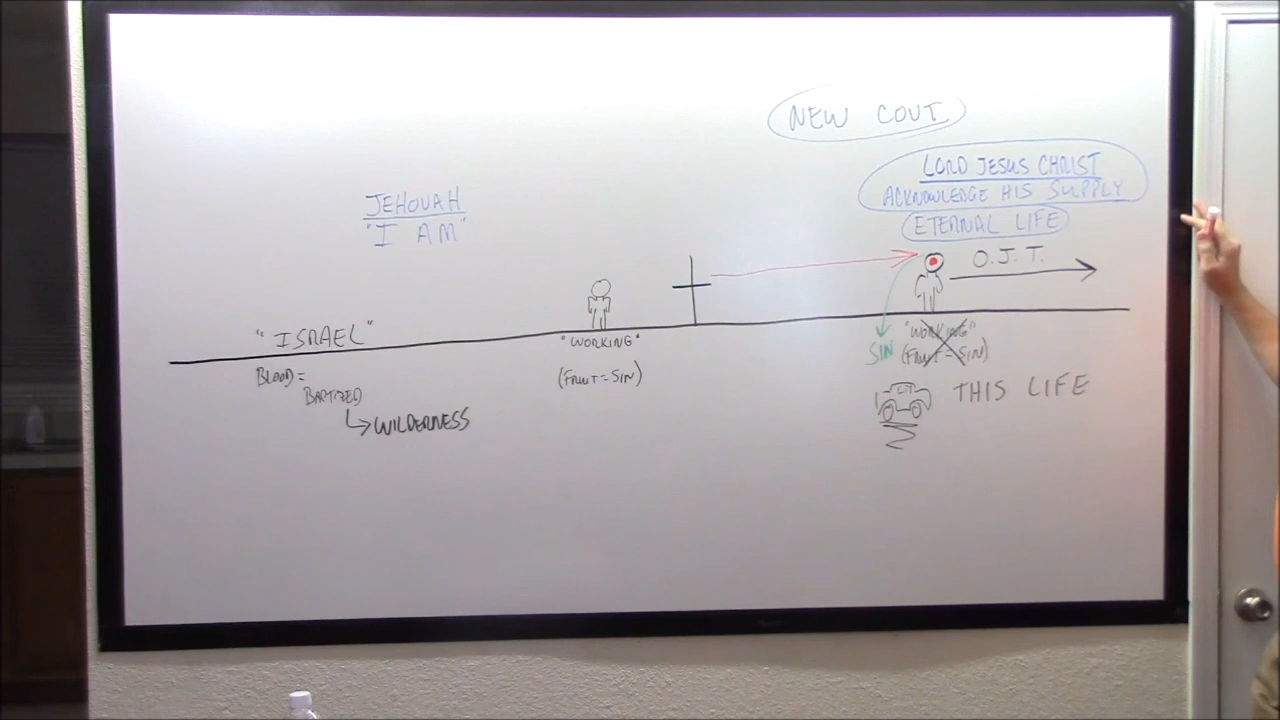 NEW COVT
LORD JESUS CHRIST
ACKNOWLEDGE HIS SUPPLY
ETERNAL LIFE
O.J.T.
JEHOVAH
"I AM"
"ISRAEL"
BLOOD =
BAPTIZED
WILDERNESS
"WORKING"
(FRUIT = SIN)
SIN
"WORKING"
(FRUIT = SIN)
THIS LIFE